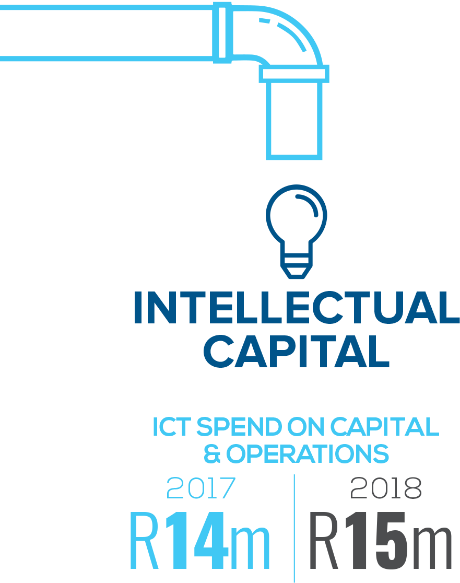 INTELLECTUAL
CAPITAL
ICT SPEND ON CAPITAL
& OPERATIONS
2017 2018
R14m R15m